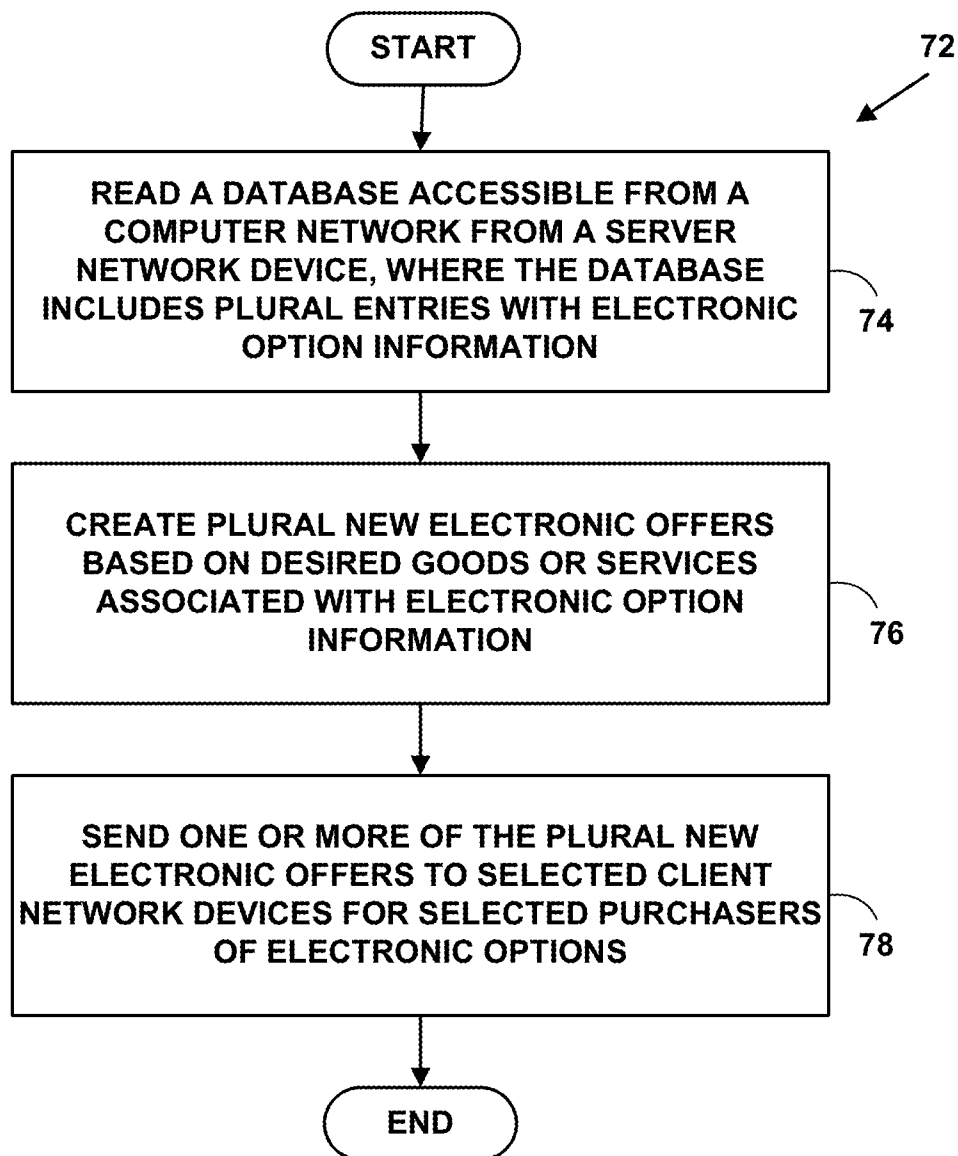 START
72
READ A DATABASE ACCESSIBLE FROM A
COMPUTER NETWORK FROM A SERVER
NETWORK DEVICE, WHERE THE DATABASE
INCLUDES PLURAL ENTRIES WITH ELECTRONIC
OPTION INFORMATION
74
CREATE PLURAL NEW ELECTRONIC OFFERS
BASED ON DESIRED GOODS OR SERVICES
ASSOCIATED WITH ELECTRONIC OPTION
INFORMATION
76
SEND ONE OR MORE OF THE PLURAL NEW
ELECTRONIC OFFERS TO SELECTED CLIENT
NETWORK DEVICES FOR SELECTED PURCHASERS
OF ELECTRONIC OPTIONS
78
END